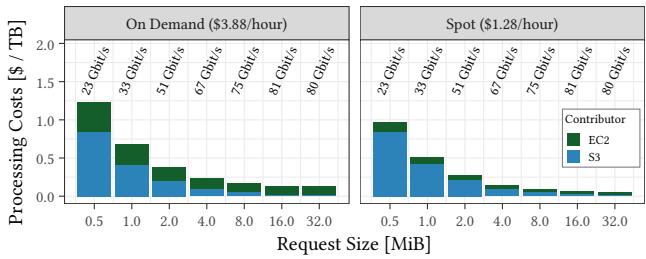 On Demand ($3.88/hour)
Spot ($1.28/hour)
Processing Costs [$ / TB]
2.0
1.5
1.0
0.5
0.0
23 Gbit/s
33 Gbit/s
51 Gbit/s
67 Gbit/s
75 Gbit/s
81 Gbit/s
80 Gbit/s
23 Gbit/s
33 Gbit/s
51 Gbit/s
67 Gbit/s
75 Gbit/s
81 Gbit/s
80 Gbit/s
Contributor
EC2
S3
0.5 1.0 2.0 4.0 8.0 16.0 32.0
0.5 1.0 2.0 4.0 8.0 16.0 32.0
Request Size [MiB]